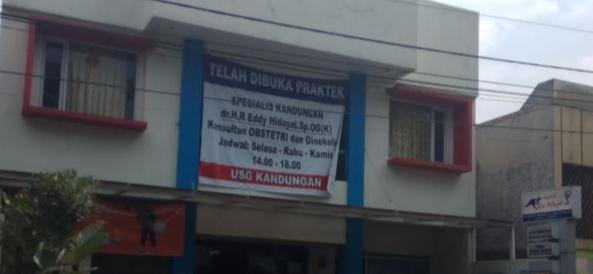 TELAH DIBUKA PRAKTEK
SPESIALIS KANDUNGAN
dr.H.R Eddy Hidayat.Sp.OG(K)
Konsultan OBSTETRI dan Ginekolo
Jadwal: Selasa - Rabu - Kamis
14.00 - 18.00
USG KANDUNGAN